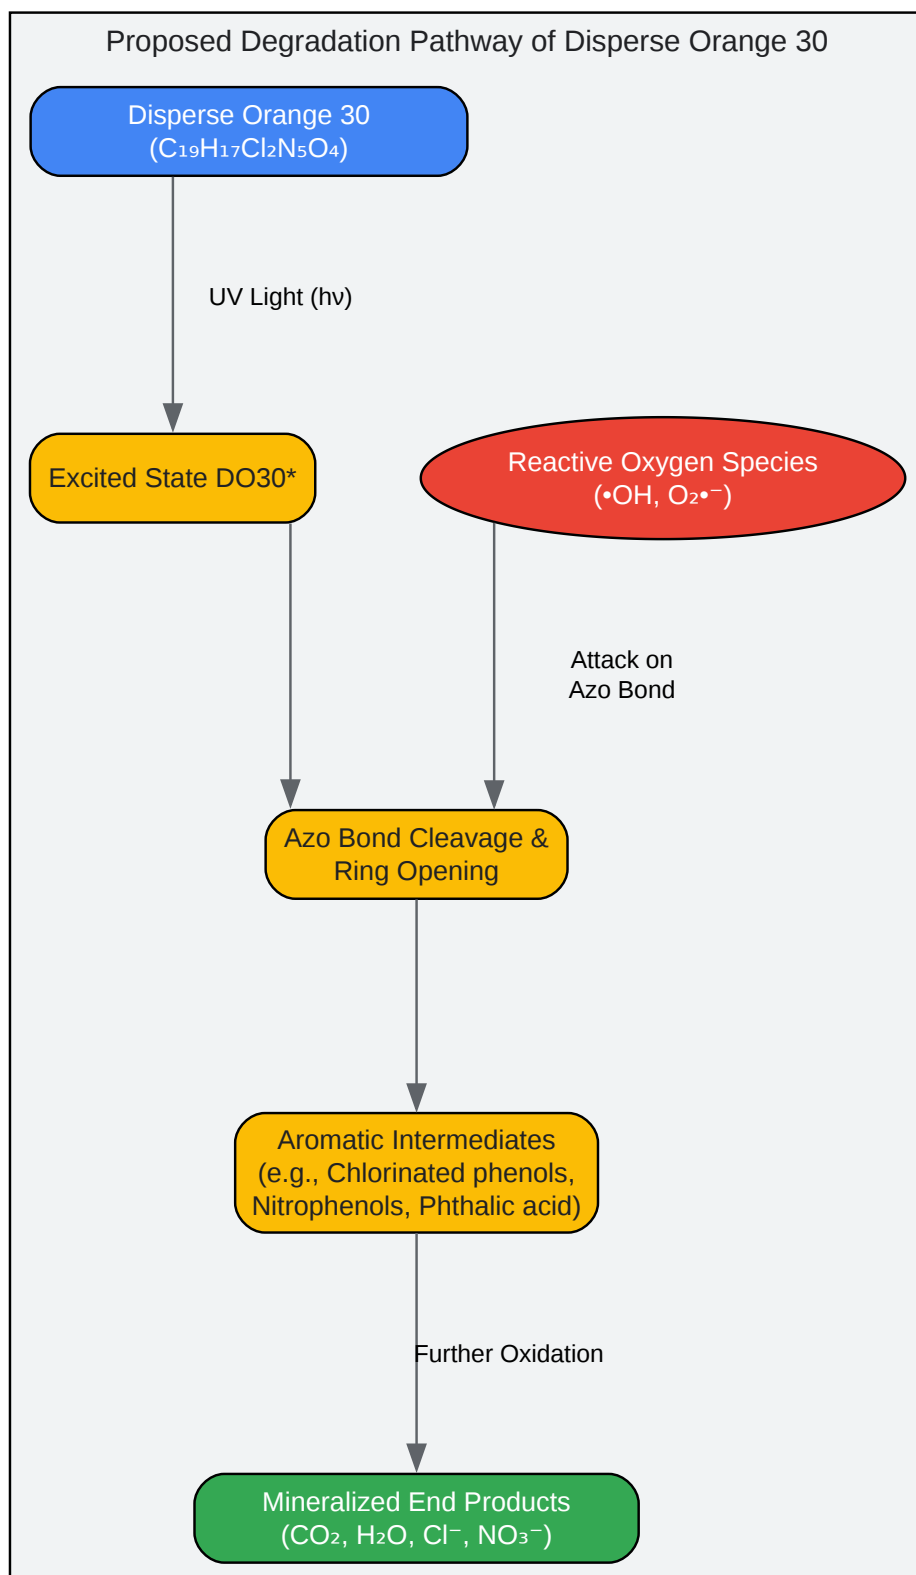 Proposed Degradation Pathway of Disperse Orange 30
Disperse Orange 30
(C₁₉H₁₇Cl₂N₅O₄)
UV Light (hν)
Excited State DO30*
Reactive Oxygen Species
(•OH, O₂•⁻)
Attack on
Azo Bond
Azo Bond Cleavage &
Ring Opening
Aromatic Intermediates
(e.g., Chlorinated phenols,
Nitrophenols, Phthalic acid)
Further Oxidation
Mineralized End Products
(CO₂, H₂O, Cl⁻, NO₃⁻)